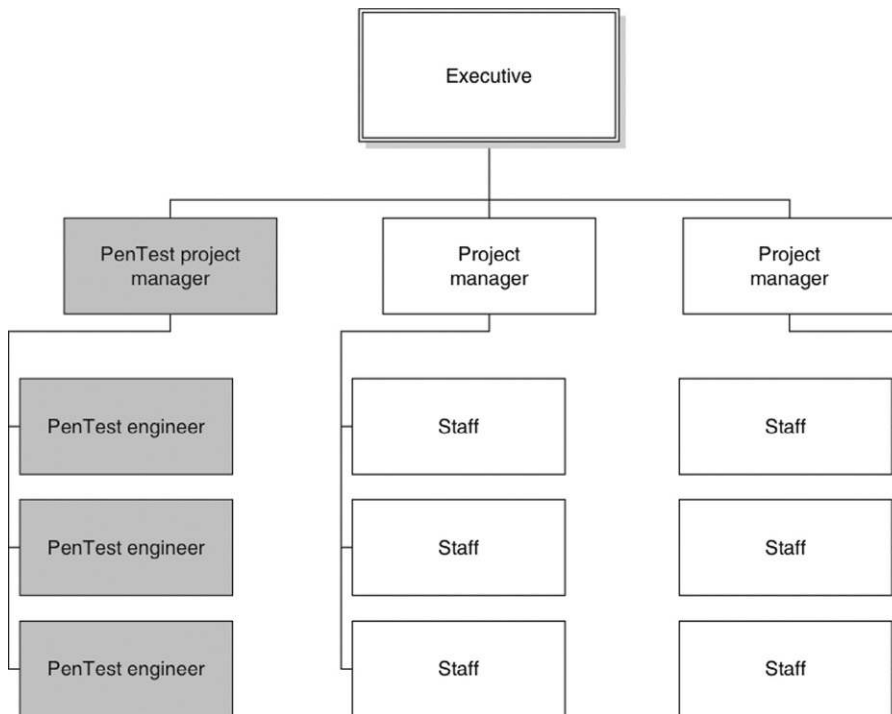 Executive
PenTest project
manager
Project
manager
Project
manager
PenTest engineer
Staff
Staff
PenTest engineer
Staff
Staff
PenTest engineer
Staff
Staff